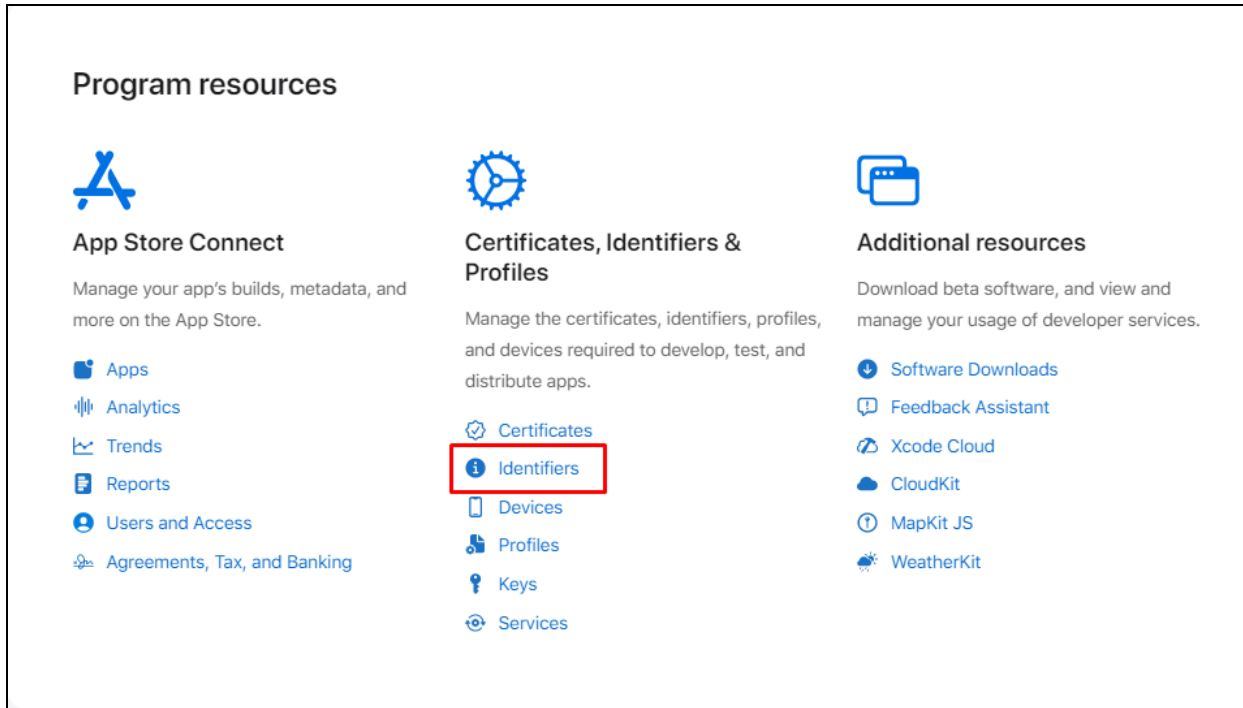 Program resources
App Store Connect
Manage your app's builds, metadata, and
more on the App Store.
Apps
Analytics
Trends
Reports
Users and Access
Agreements, Tax, and Banking
Certificates, Identifiers &
Profiles
Manage the certificates, identifiers, profiles,
and devices required to develop, test, and
distribute apps.
Certificates
Identifiers
Devices
Profiles
Keys
Services
Additional resources
Download beta software, and view and
manage your usage of developer services.
Software Downloads
Feedback Assistant
Xcode Cloud
CloudKit
MapKit JS
WeatherKit